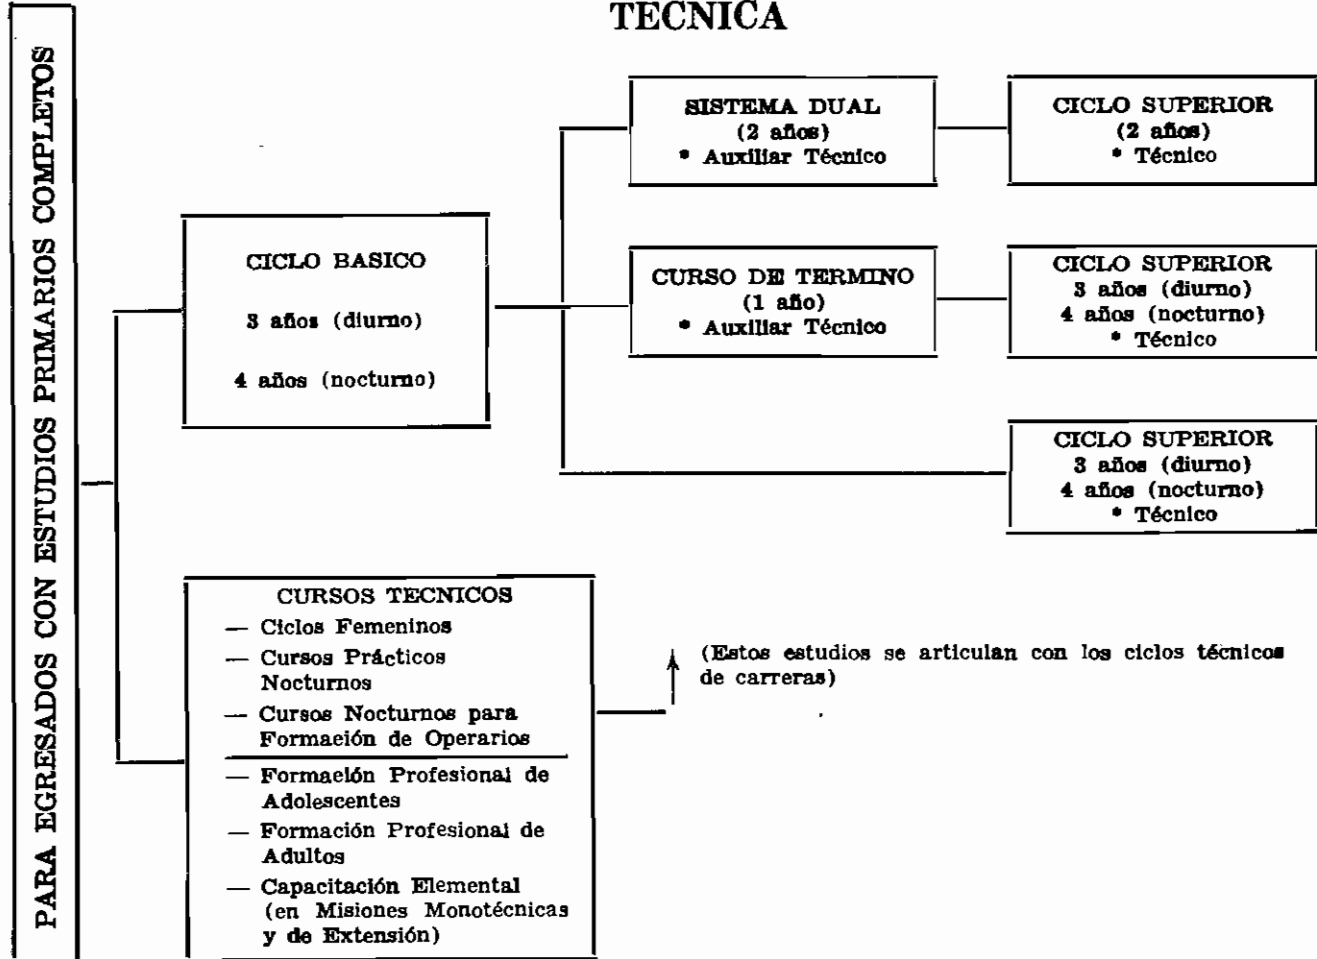 TECNICA
PARA EGRESADOS CON ESTUDIOS PRIMARIOS COMPLETOS
SISTEMA DUAL
(2 años)
* Auxiliar Técnico
CICLO SUPERIOR
(2 años)
* Técnico
CICLO BASICO
3 años (diurno)
4 años (nocturno)
CURSO DE TERMINO
(1 año)
* Auxiliar Técnico
CICLO SUPERIOR
3 años (diurno)
4 años (nocturno)
* Técnico
CICLO SUPERIOR
3 años (diurno)
4 años (nocturno)
* Técnico
CURSOS TECNICOS
— Ciclos Femeninos
— Cursos Prácticos
Nocturnos
— Cursos Nocturnos para
Formación de Operarios
— Formación Profesional de
Adolescentes
— Formación Profesional de
Adultos
— Capacitación Elemental
(en Misiones Monotécnicas
y de Extensión)
(Estos estudios se articulan con los ciclos técnicos
de carreras)